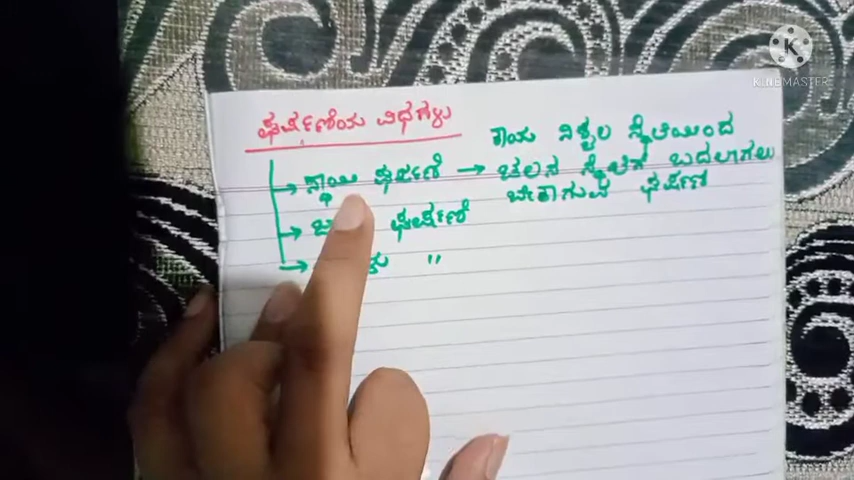 ಘರ್ಷಣೆಯ ವಿಧಗಳು
ಸ್ಥಾಯಿ ಘರ್ಷಣೆ → ಕಾಯ ನಿಶ್ಚಲ ಸ್ಥಿತಿಯಿಂದ
ಚಲನ ಸ್ಥಿತಿಗೆ ಬದಲಾಗಲು
ಬೇಕಾಗುವ ಘರ್ಷಣೆ
ಘರ್ಷಣೆ
"
KINEMASTER